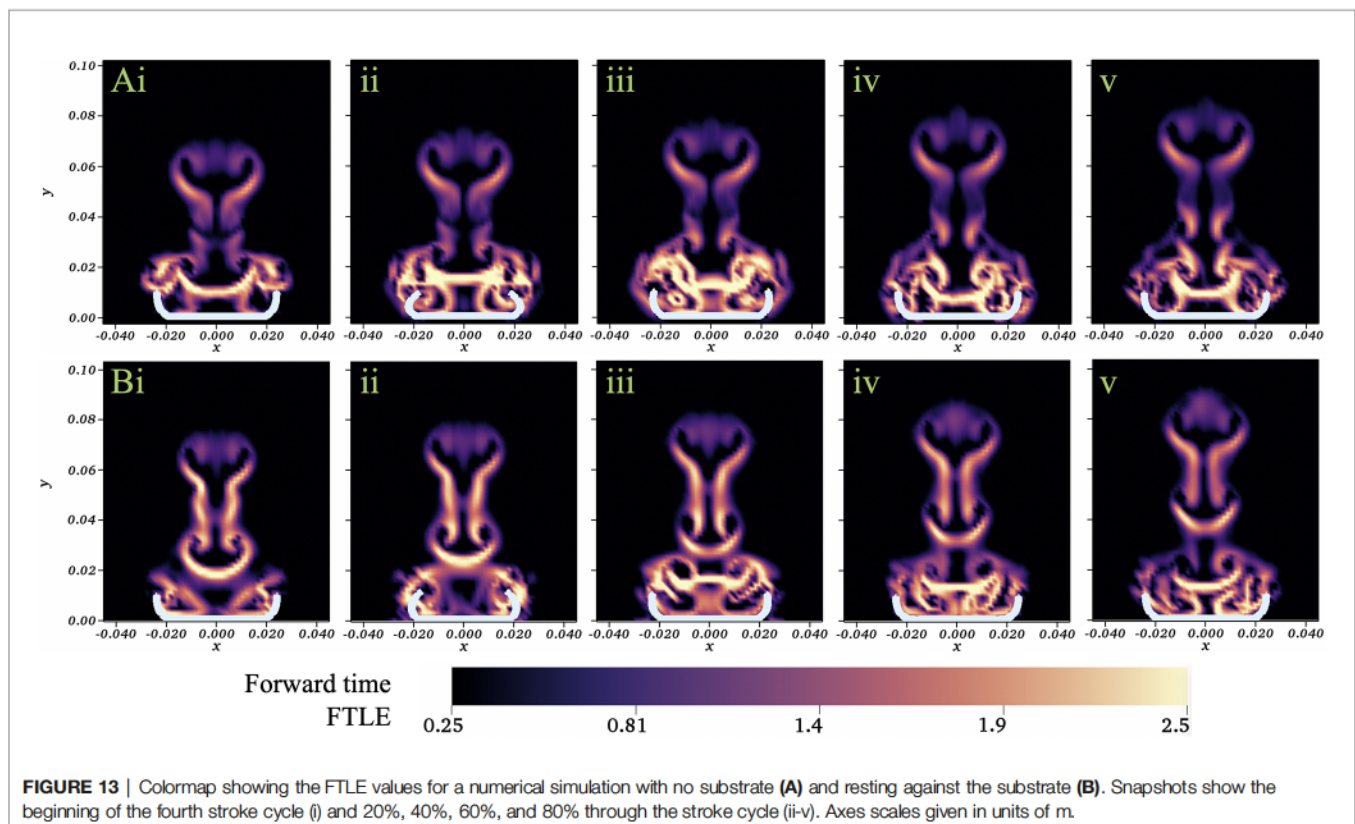 Ai ii iii iv v
0.10
0.08
0.06
y
0.04
0.02
0.00
-0.040 -0.020 0.000 0.020 0.040 -0.040 -0.020 0.000 0.020 0.040 -0.040 -0.020 0.000 0.020 0.040 -0.040 -0.020 0.000 0.020 0.040 -0.040 -0.020 0.000 0.020 0.040
x x x x x
Bi ii iii iv v
0.10
0.08
0.06
y
0.04
0.02
0.00
-0.040 -0.020 0.000 0.020 0.040 -0.040 -0.020 0.000 0.020 0.040 -0.040 -0.020 0.000 0.020 0.040 -0.040 -0.020 0.000 0.020 0.040 -0.040 -0.020 0.000 0.020 0.040
x x x x x
Forward time
FTLE
0.25 0.81 1.4 1.9 2.5
FIGURE 13 | Colormap showing the FTLE values for a numerical simulation with no substrate (A) and resting against the substrate (B). Snapshots show the
beginning of the fourth stroke cycle (i) and 20%, 40%, 60%, and 80% through the stroke cycle (ii-v). Axes scales given in units of m.